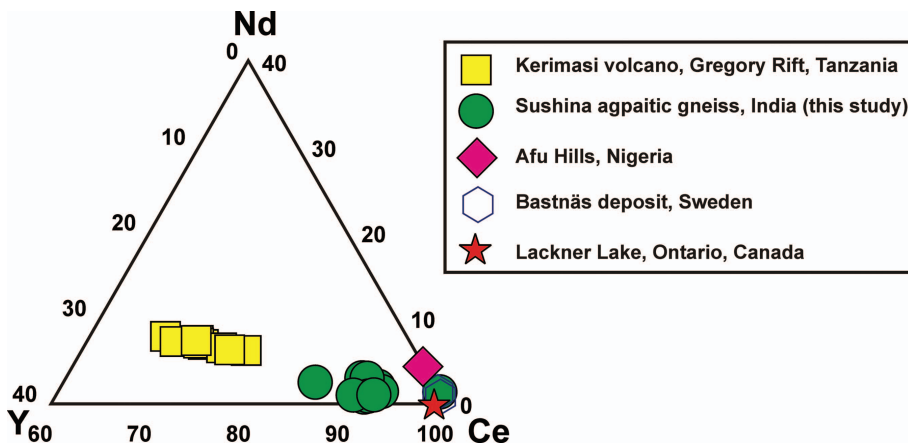 Nd
0 40
10 30
20 20
30 10
40 0
Y Ce
60 70 80 90 100
Kerimasi volcano, Gregory Rift, Tanzania
Sushina agpaitic gneiss, India (this study)
Afu Hills, Nigeria
Bastnäs deposit, Sweden
Lackner Lake, Ontario, Canada